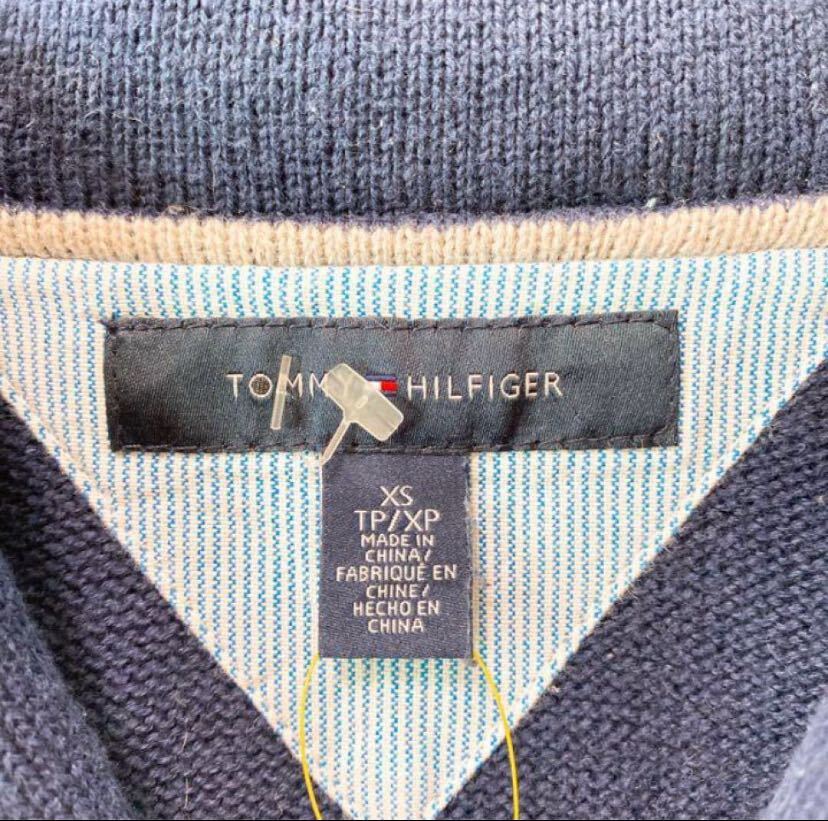 TOMMY HILFIGER
XS
TP/XP
MADE IN
CHINA/
FABRIQUÉ EN
CHINE/
HECHO EN
CHINA